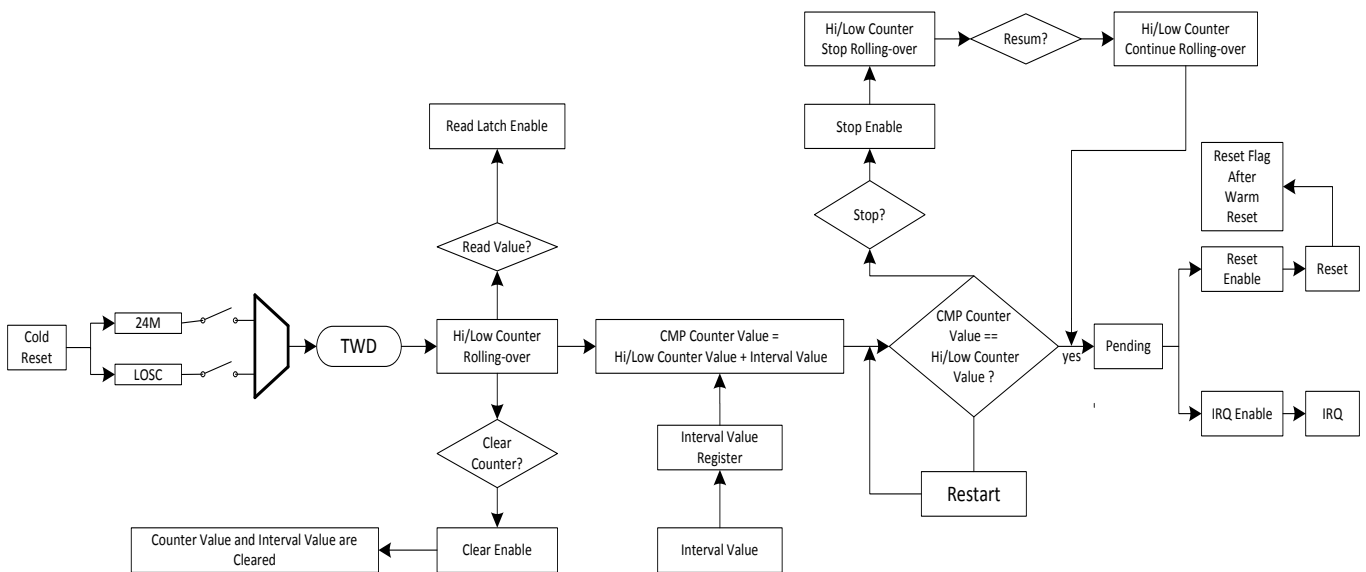 Hi/Low Counter
Stop Rolling-over
Resum?
Hi/Low Counter
Continue Rolling-over
Read Latch Enable
Stop Enable
Reset Flag
After
Warm
Reset
Stop?
Read Value?
Reset
Enable
Reset
Cold
Reset
24M
LOSC
TWD
Hi/Low Counter
Rolling-over
CMP Counter Value =
Hi/Low Counter Value + Interval Value
CMP Counter
Value ==
Hi/Low Counter
Value ?
yes
Pending
IRQ Enable
IRQ
Clear
Counter?
Interval Value
Register
Restart
Counter Value and Interval Value are
Cleared
Clear Enable
Interval Value